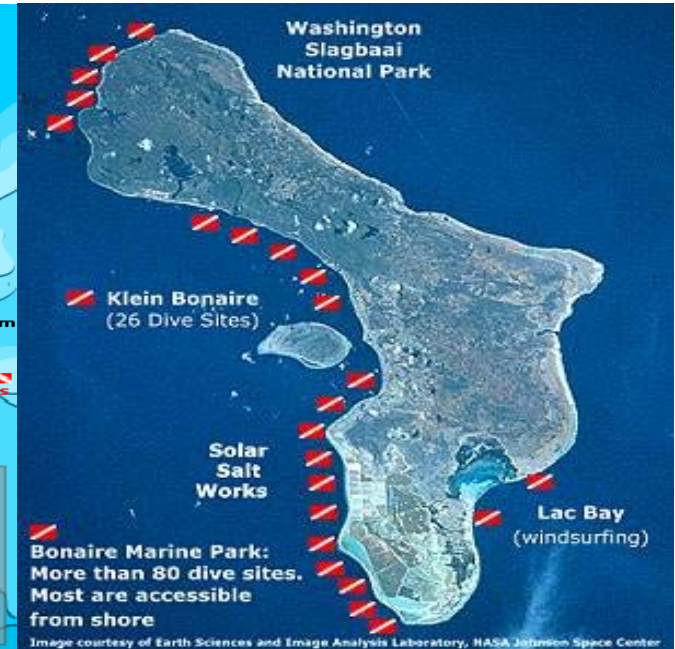 Washington
Slagbaai
National Park
Klein Bonaire
(26 Dive Sites)
Solar
Salt
Works
Lac Bay
(windsurfing)
Bonaire Marine Park:
More than 80 dive sites.
Most are accessible
from shore
Image courtesy of Earth Sciences and Image Analysis Laboratory, NASA Johnson Space Center